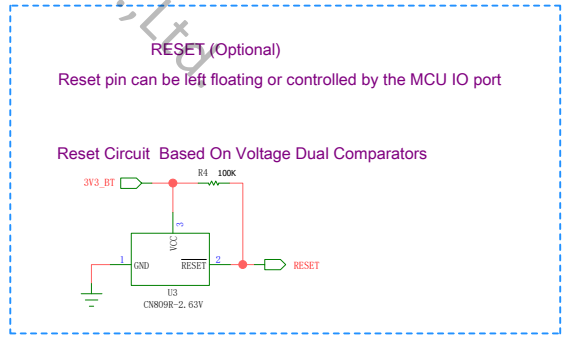 ., Ltd.
RESET (Optional)
Reset pin can be left floating or controlled by the MCU IO port
Reset Circuit Based On Voltage Dual Comparators
3V3_BT
R4 100K
3
VCC
1 GND RESET 2
RESET
U3
CN809R-2.63V